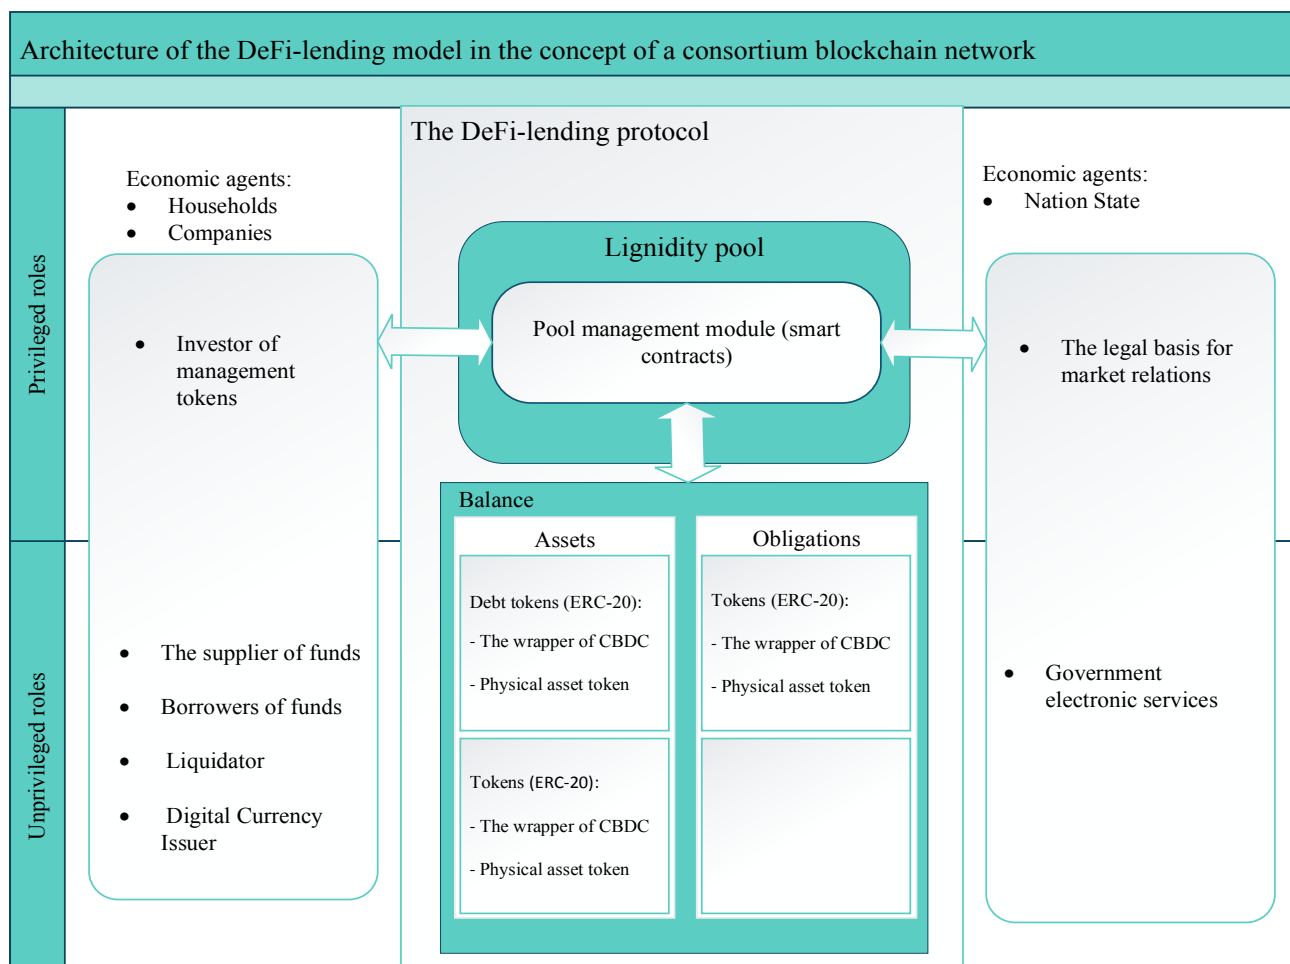 Architecture of the DeFi-lending model in the concept of a consortium blockchain network
Privileged roles
Unprivileged roles
Economic agents:
• Households
• Companies
• Investor of
management
tokens
• The supplier of funds
• Borrowers of funds
• Liquidator
• Digital Currency
Issuer
The DeFi-lending protocol
Lignidity pool
Pool management module (smart
contracts)
Balance
Assets
Debt tokens (ERC-20):
- The wrapper of CBDC
- Physical asset token
Tokens (ERC-20):
- The wrapper of CBDC
- Physical asset token
Obligations
Tokens (ERC-20):
- The wrapper of CBDC
- Physical asset token
Economic agents:
• Nation State
• The legal basis for
market relations
• Government
electronic services